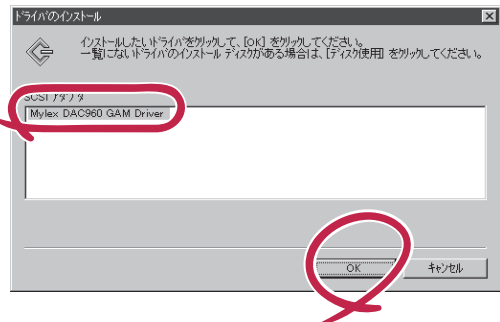 ﾄﾞﾗｲﾊﾞのｲﾝｽﾄｰﾙ
ｲﾝｽﾄｰﾙしたいﾄﾞﾗｲﾊﾞをｸﾘｯｸして、[OK] をｸﾘｯｸしてください。
一覧にないﾄﾞﾗｲﾊﾞのｲﾝｽﾄｰﾙ ﾃﾞｨｽｸがある場合は、[ﾃﾞｨｽｸ使用] をｸﾘｯｸしてください。
SCSI ｱﾀﾞﾌﾟﾀ
Mylex DAC960 GAM Driver
OK
ｷｬﾝｾﾙ